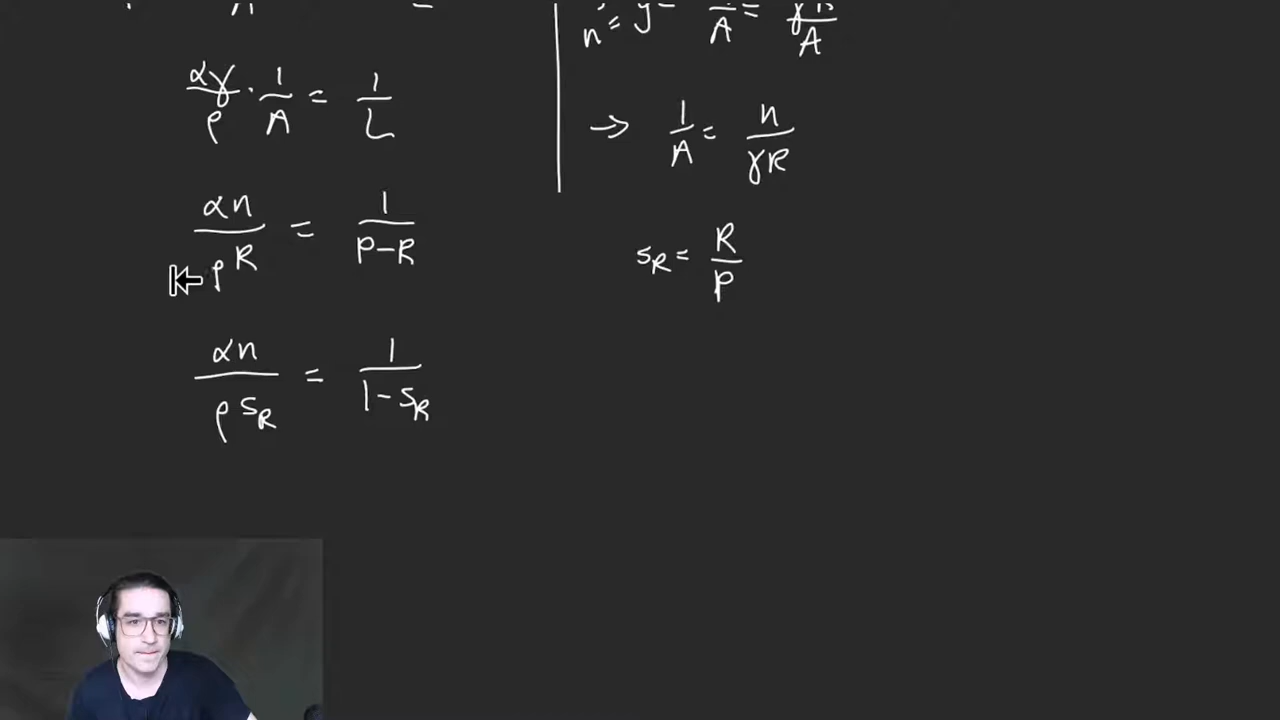 αγ/ρ · 1/A = 1/L
αn/ρR = 1/(P-R)
αn/ρs_R = 1/(1-s_R)
→ 1/A = n/γR
s_R = R/P